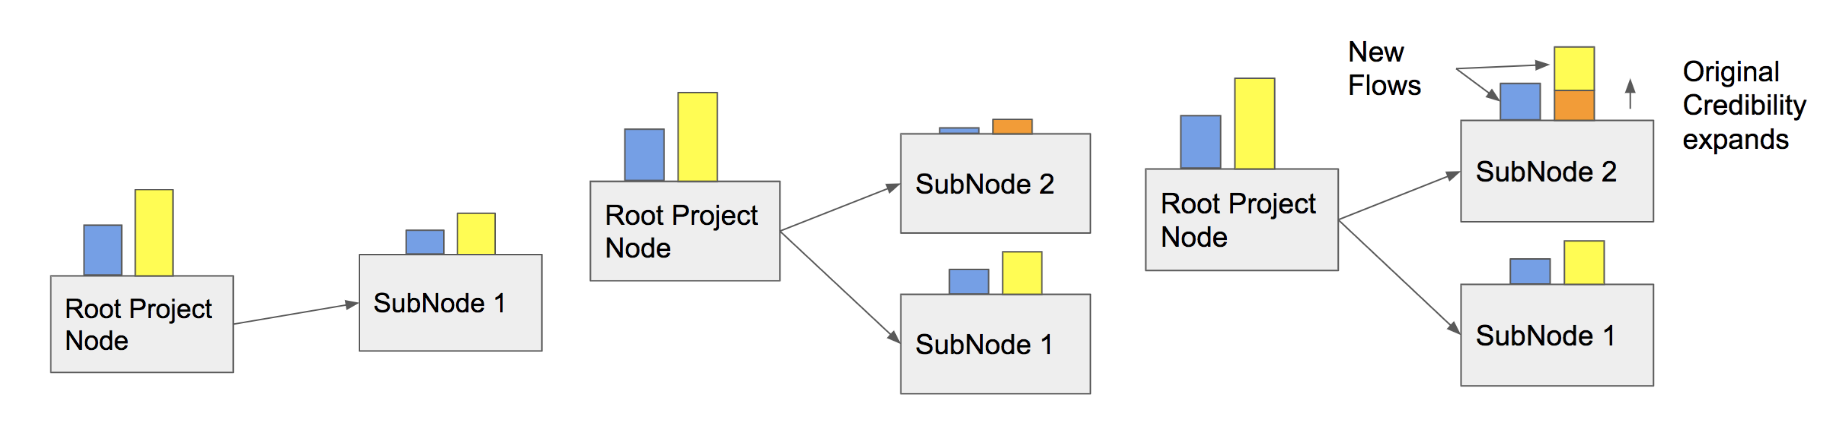 Root Project
Node
SubNode 1
Root Project
Node
SubNode 2
SubNode 1
New
Flows
Original
Credibility
expands
Root Project
Node
SubNode 2
SubNode 1